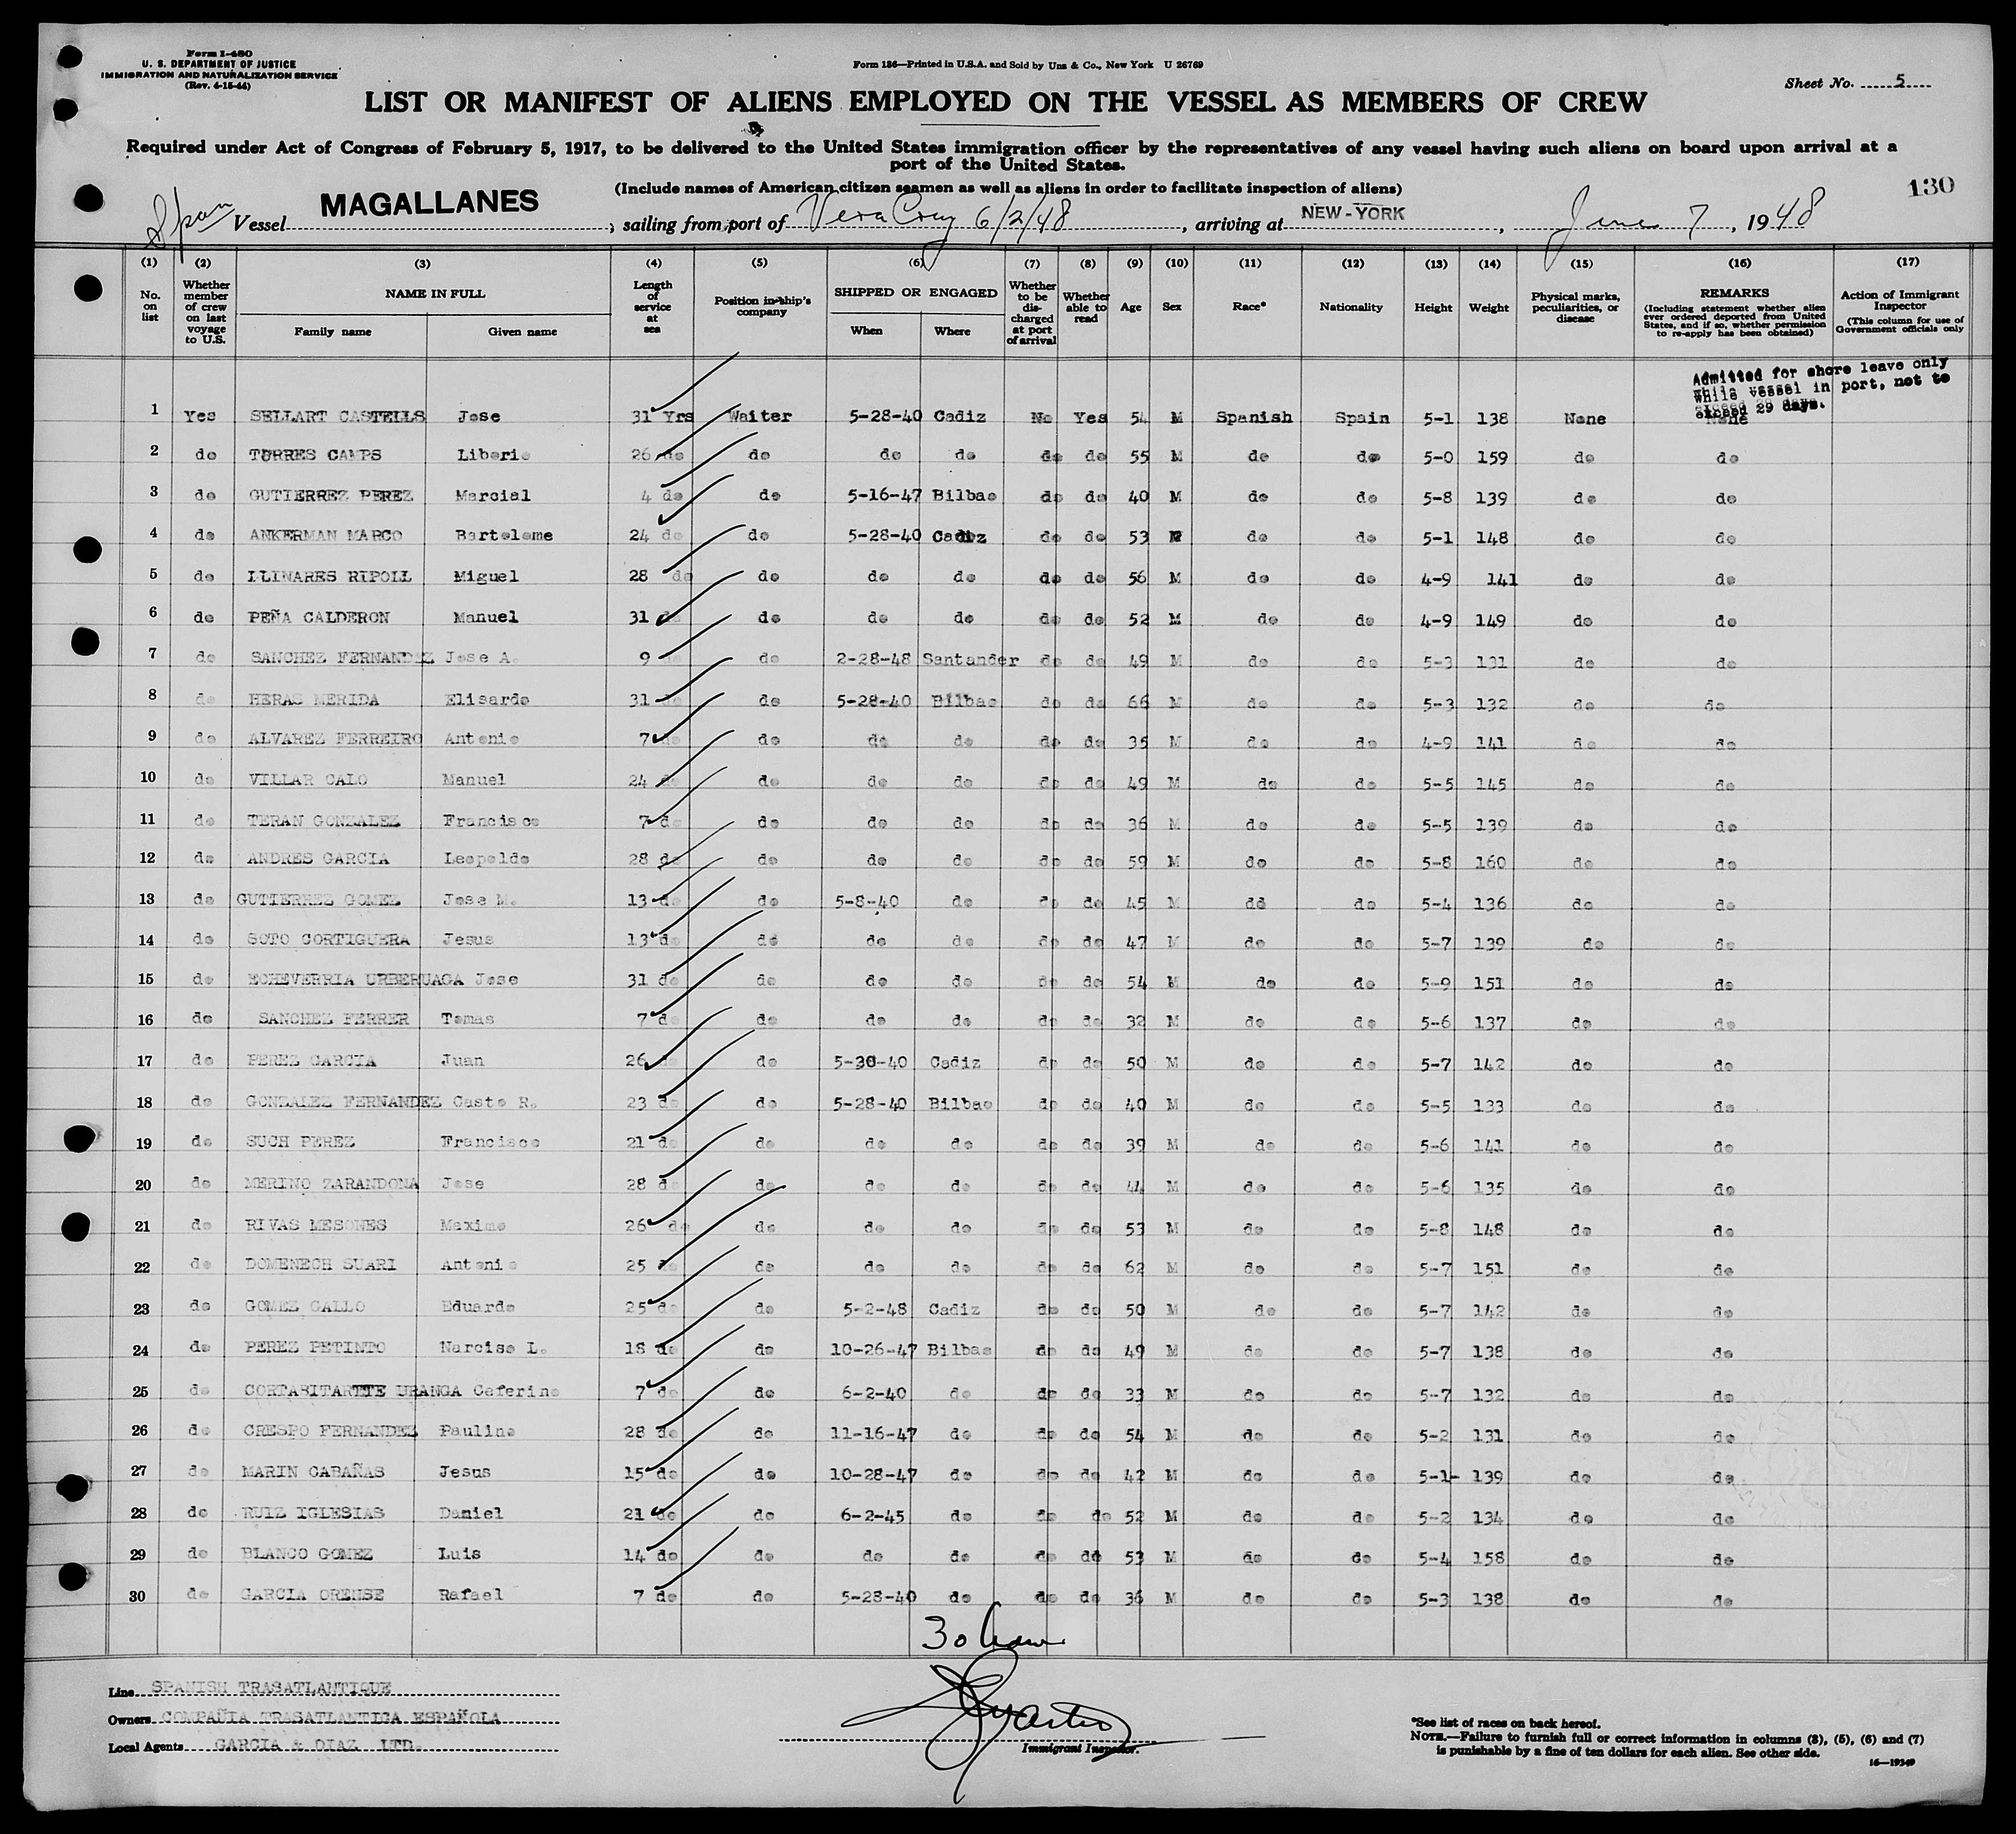 Form I-480
U. S. DEPARTMENT OF JUSTICE
IMMIGRATION AND NATURALIZATION SERVICE
(Rev. 4-15-44)
Form 186—Printed in U.S.A. and Sold by Unz & Co., New York U 26769
Sheet No. 5
LIST OR MANIFEST OF ALIENS EMPLOYED ON THE VESSEL AS MEMBERS OF CREW
Required under Act of Congress of February 5, 1917, to be delivered to the United States immigration officer by the representatives of any vessel having such aliens on board upon arrival at a
port of the United States.
(Include names of American citizen seamen as well as aliens in order to facilitate inspection of aliens)
130
Span Vessel MAGALLANES, sailing from port of Vera Cruz 6/2/48, arriving at NEW-YORK, June 7, 1948
(1) (2) (3) (4) (5) (6) (7) (8) (9) (10) (11) (12) (13) (14) (15) (16) (17)
No. on list
Whether member of crew on last voyage to U.S.
NAME IN FULL
Family name Given name
Length of service at sea
Position in ship's company
SHIPPED OR ENGAGED
When Where
Whether to be discharged at port of arrival
Whether able to read
Age Sex Race* Nationality Height Weight
Physical marks, peculiarities, or disease
REMARKS
(Including statement whether alien ever ordered deported from United States, and if so, whether permission to re-apply has been obtained)
Action of Immigrant Inspector
(This column for use of Government officials only
Admitted for shore leave only
while vessel in port, not to
exceed 29 days.
1 Yes SELLART CASTELLS Jose 31 Yrs Waiter 5-28-40 Cadiz No Yes 54 M Spanish Spain 5-1 138 None None
2 do TURRES CAMPS Liberio 26 do do do do do do 55 M do do 5-0 159 do do
3 do GUTIERREZ PEREZ Marcial 4 do do 5-16-47 Bilbao do do 40 M do do 5-8 139 do do
4 do ANKERMAN MARCO Bartolome 24 do do 5-28-40 Cadiz do do 53 M do do 5-1 148 do do
5 do LLINARES RIPOLL Miguel 28 do do do do do do 56 M do do 4-9 141 do do
6 do PEÑA CALDERON Manuel 31 do do do do do do 52 M do do 4-9 149 do do
7 do SANCHEZ FERNANDEZ Jose A. 9 do do 2-28-48 Santander do do 49 M do do 5-3 131 do do
8 do HERAS MERIDA Elisardo 31 do do 5-28-40 Bilbao do do 66 M do do 5-3 132 do do
9 do ALVAREZ FERREIRO Antonio 7 do do do do do do 35 M do do 4-9 141 do do
10 do VILLAR CALO Manuel 24 do do do do do do 49 M do do 5-5 145 do do
11 do TERAN GONZALEZ Francisco 7 do do do do do do 36 M do do 5-5 139 do do
12 do ANDRES GARCIA Leopoldo 28 do do do do do do 59 M do do 5-8 160 do do
13 do GUTIERREZ GOMEZ Jose M. 13 do do 5-8-40 do do do 45 M do do 5-4 136 do do
14 do SOTO CORTIGUERA Jesus 13 do do do do do do 47 M do do 5-7 139 do do
15 do ECHEVERRIA URBERUAGA Jose 31 do do do do do do 54 M do do 5-9 151 do do
16 do SANCHEZ FERRER Tomas 7 do do do do do do 32 M do do 5-6 137 do do
17 do PEREZ GARCIA Juan 26 do do 5-30-40 Cadiz do do 50 M do do 5-7 142 do do
18 do GONZALEZ FERNANDEZ Casto R. 23 do do 5-28-40 Bilbao do do 40 M do do 5-5 133 do do
19 do SUCH PEREZ Francisco 21 do do do do do do 39 M do do 5-6 141 do do
20 do MERINO ZARANDONA Jose 28 do do do do do do 44 M do do 5-6 135 do do
21 do RIVAS MESONES Maximo 26 do do do do do do 53 M do do 5-8 148 do do
22 do DOMENECH SUARI Antonio 25 do do do do do do 62 M do do 5-7 151 do do
23 do GOMEZ GALLO Eduardo 25 do do 5-2-48 Cadiz do do 50 M do do 5-7 142 do do
24 do PEREZ PETINTO Narciso L. 18 do do 10-26-47 Bilbao do do 49 M do do 5-7 138 do do
25 do CORTABITARTE URANGA Ceferino 7 do do 6-2-40 do do do 33 M do do 5-7 132 do do
26 do CRESPO FERNANDEZ Paulino 28 do do 11-16-47 do do do 54 M do do 5-2 131 do do
27 do MARIN CABAÑAS Jesus 15 do do 10-28-47 do do do 42 M do do 5-1- 139 do do
28 do RUIZ IGLESIAS Daniel 21 do do 6-2-45 do do do 52 M do do 5-2 134 do do
29 do BLANCO GOMEZ Luis 14 do do do do do do 53 M do do 5-4 158 do do
30 do GARCIA ORENSE Rafael 7 do do 5-28-40 do do do 36 M do do 5-3 138 do do
30
Line SPANISH TRASATLANTIQUE
Owners COMPAÑIA TRASATLANTICA ESPAÑOLA
Local Agents GARCIA & DIAZ LTD.
Immigrant Inspector.
*See list of races on back hereof.
NOTE.—Failure to furnish full or correct information in columns (3), (5), (6) and (7)
is punishable by a fine of ten dollars for each alien. See other side.
16—19349